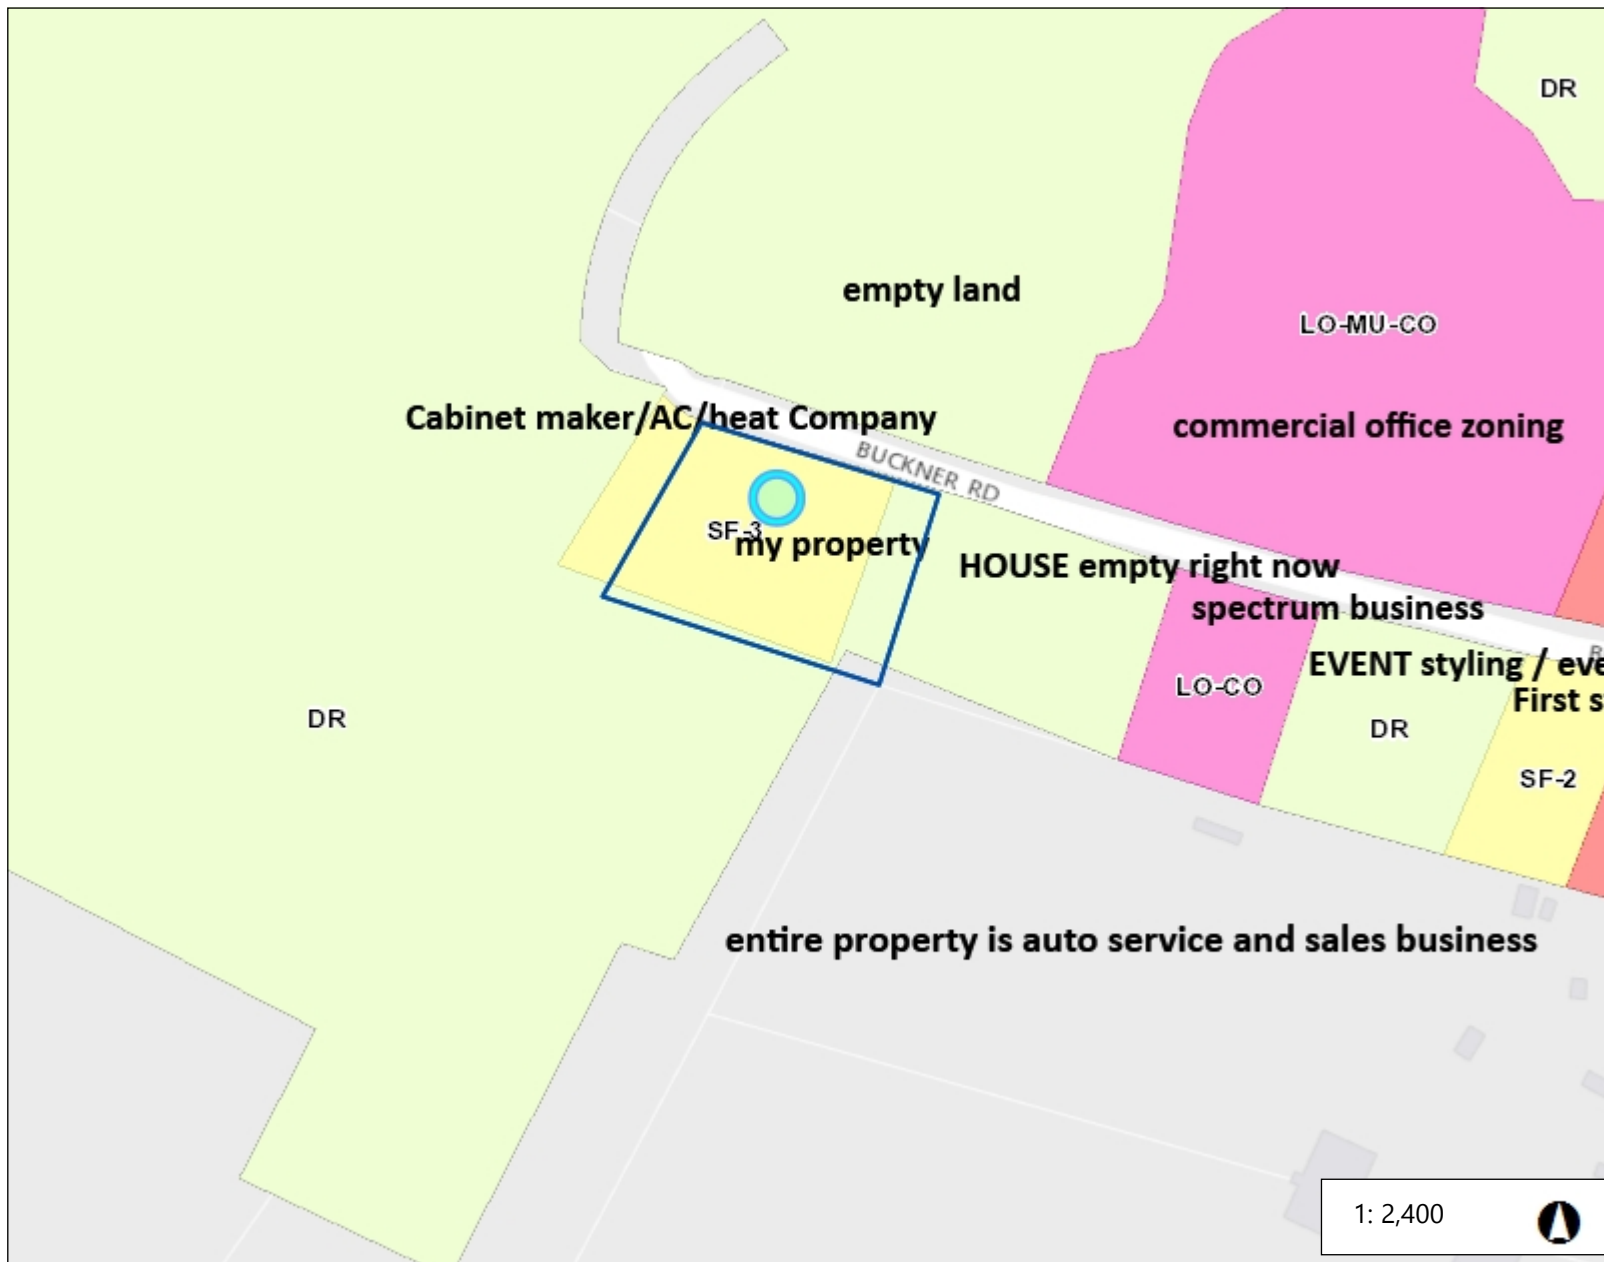 DR
empty land
LO-MU-CO
Cabinet maker/AC/heat Company
commercial office zoning
BUCKNER RD
SF-3
my property
HOUSE empty right now
spectrum business
EVENT styling / eve
First s
LO-CO
DR
DR
SF-2
entire property is auto service and sales business
1: 2,400